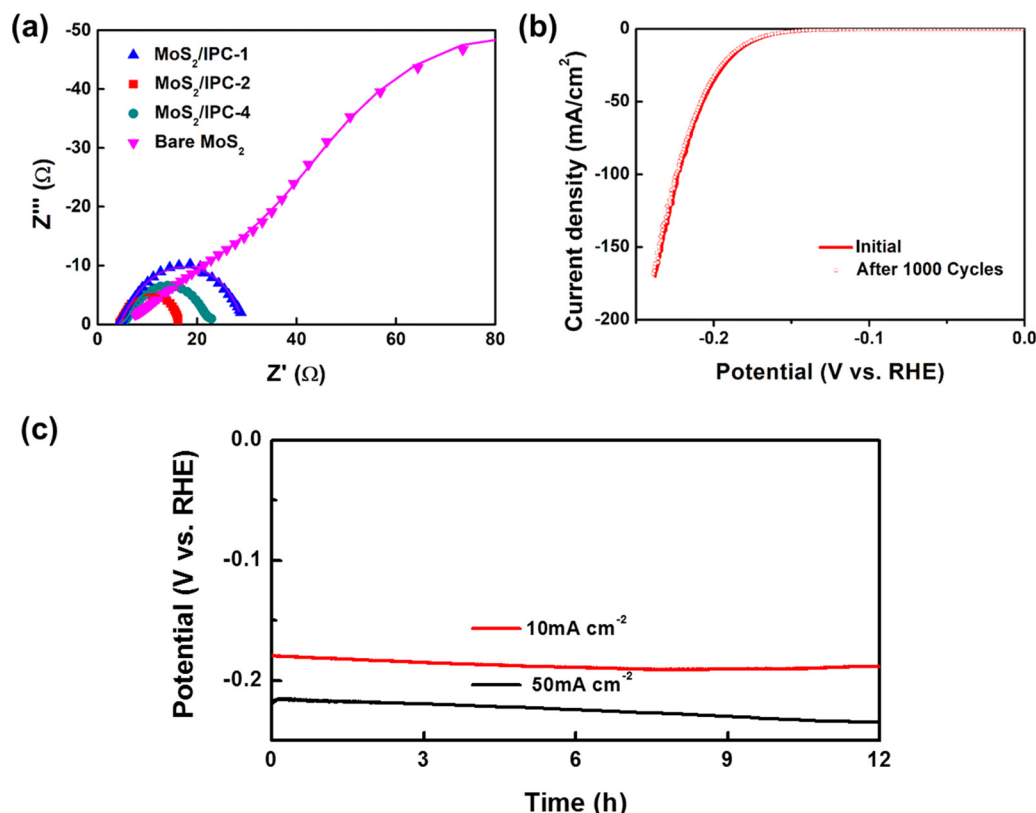 (a)
-50
-40
-30
-20
-10
0
Z''' (Ω)
MoS₂/IPC-1
MoS₂/IPC-2
MoS₂/IPC-4
Bare MoS₂
0 20 40 60 80
Z' (Ω)
(b)
0
-50
-100
-150
-200
Current density (mA/cm²)
Initial
After 1000 Cycles
-0.2 -0.1 0.0
Potential (V vs. RHE)
(c)
0.0
-0.1
-0.2
Potential (V vs. RHE)
10mA cm⁻²
50mA cm⁻²
0 3 6 9 12
Time (h)